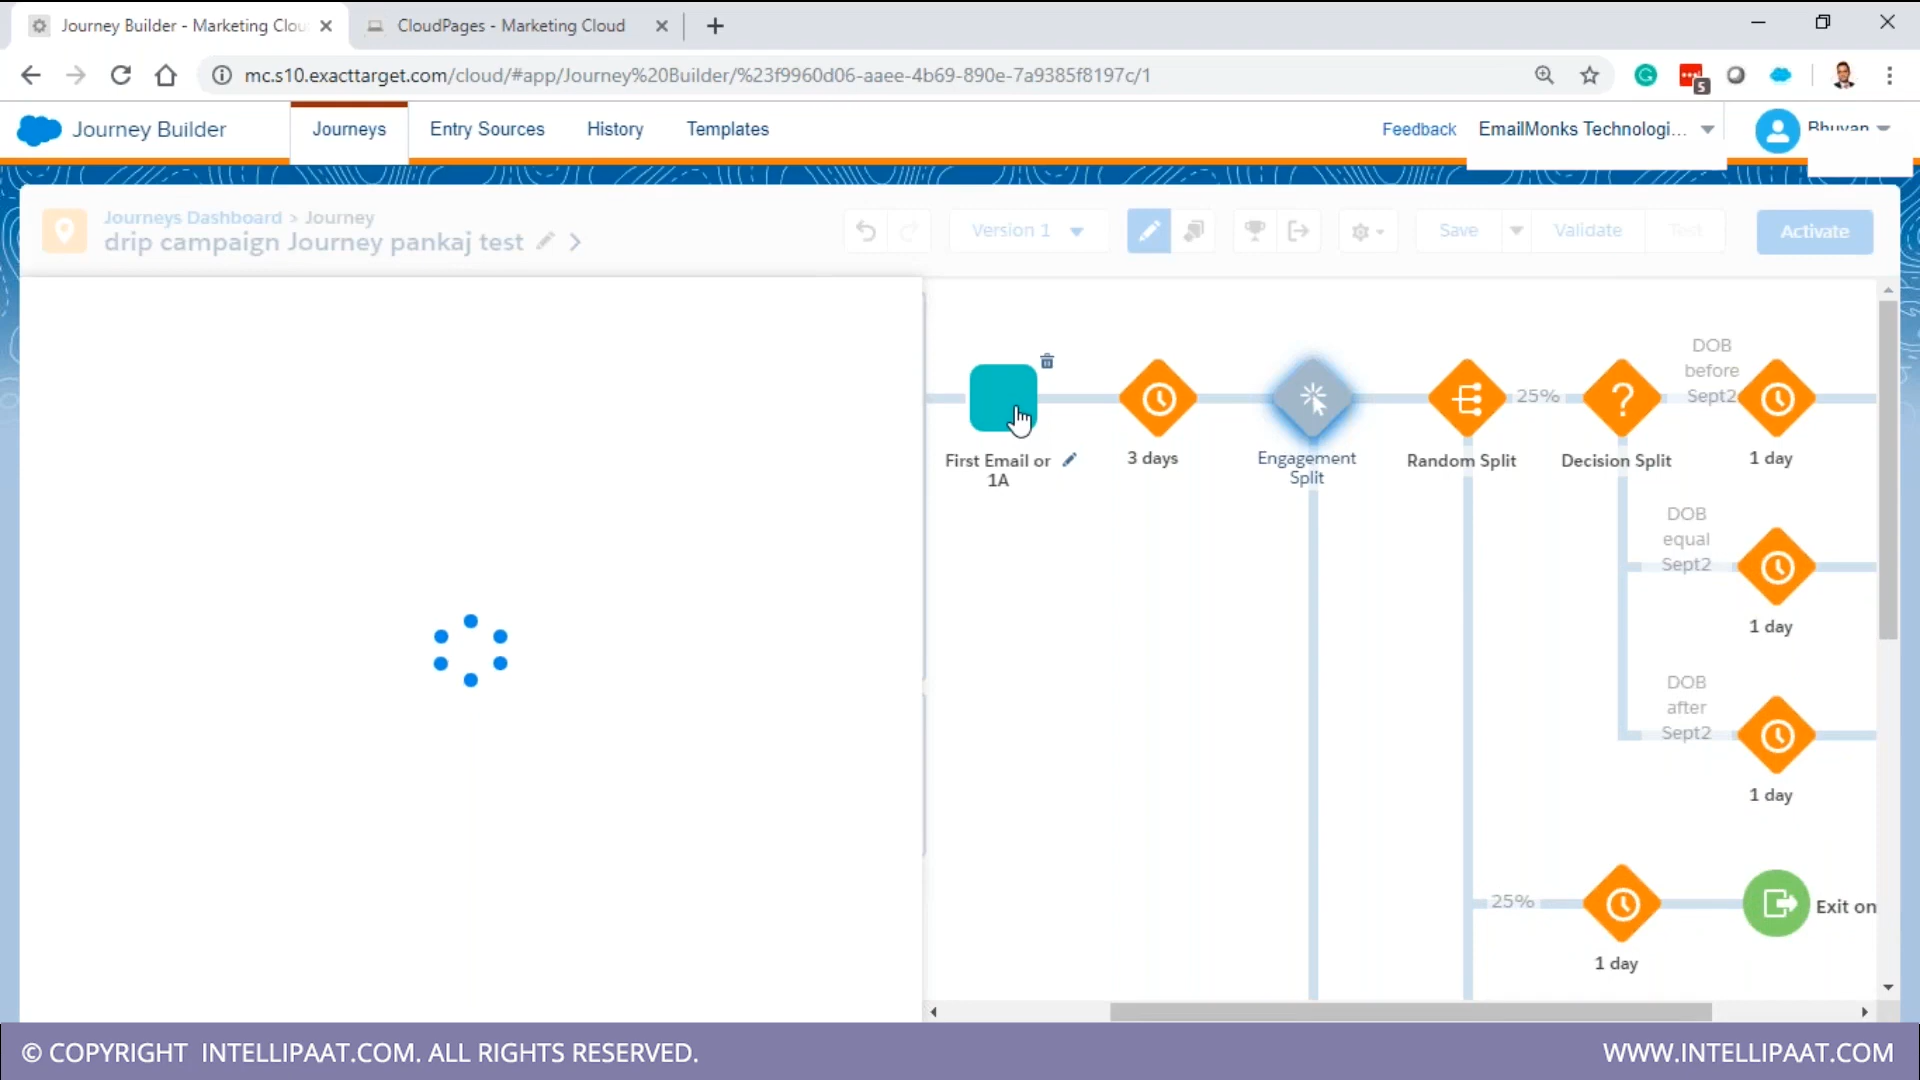 Journey Builder - Marketing Clou
CloudPages - Marketing Cloud
mc.s10.exacttarget.com/cloud/#app/Journey%20Builder/%23f9960d06-aaee-4b69-890e-7a9385f8197c/1
S
Journey Builder
Journeys
Entry Sources
History
Templates
Feedback
EmailMonks Technologi...
Bhuvan
Journeys Dashboard > Journey
drip campaign Journey pankaj test
Version 1
Save
Validate
Test
Activate
First Email or
1A
3 days
Engagement
Split
Random Split
25%
Decision Split
DOB
before
Sept2
1 day
DOB
equal
Sept2
1 day
DOB
after
Sept2
1 day
25%
1 day
Exit on
© COPYRIGHT INTELLIPAAT.COM. ALL RIGHTS RESERVED.
WWW.INTELLIPAAT.COM